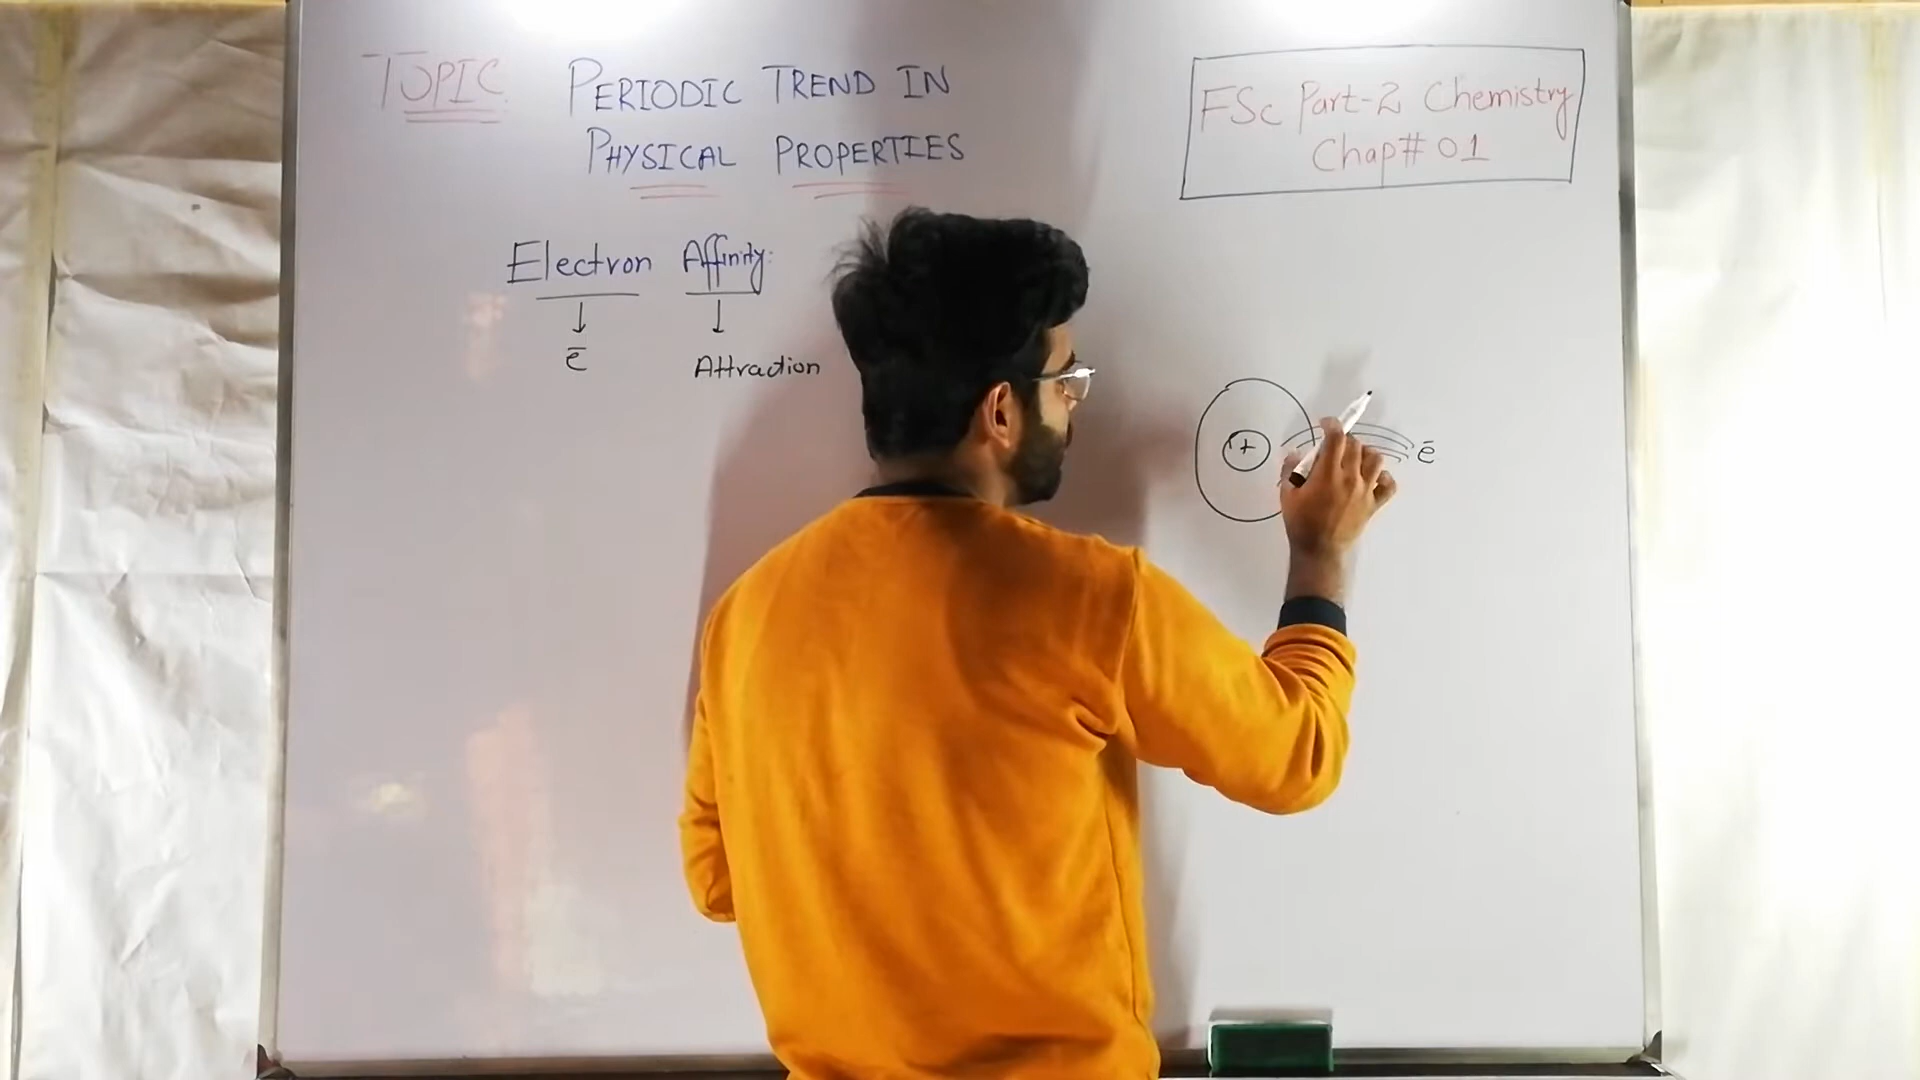 TOPIC PERIODIC TREND IN
PHYSICAL PROPERTIES
FSc Part-2 Chemistry
Chap# 01
Electron Affinity:
↓ ↓
ē Attraction
+ ē